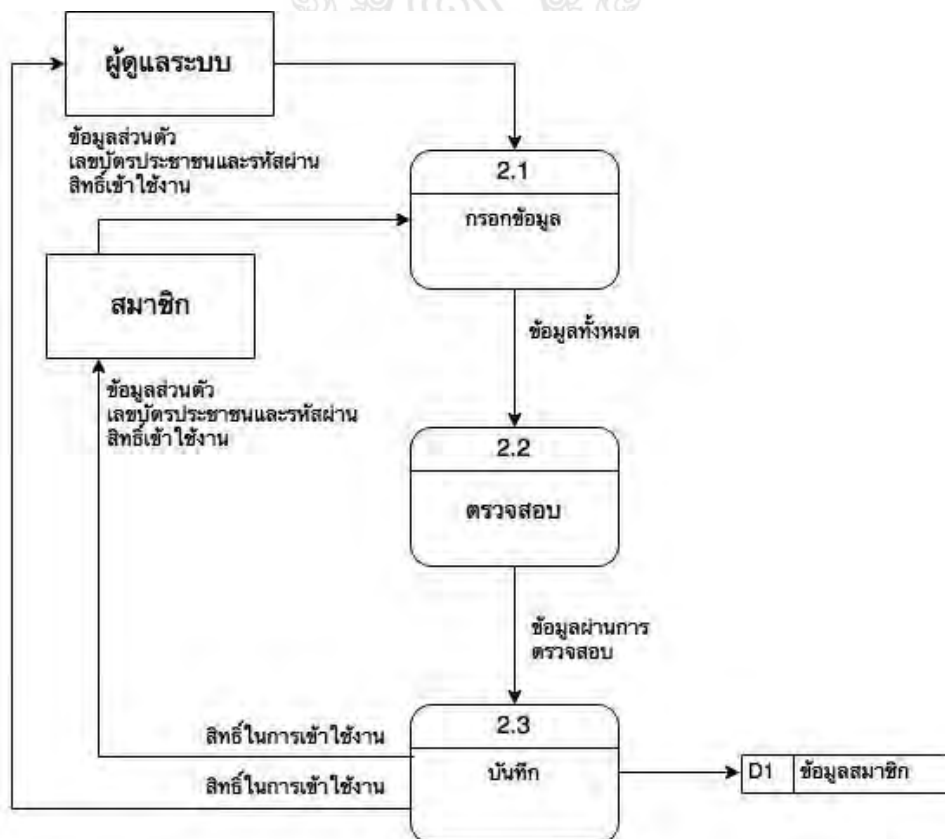 ผู้ดูแลระบบ
ข้อมูลส่วนตัว
เลขบัตรประชาชนและรหัสผ่าน
สิทธิ์เข้าใช้งาน
2.1
กรอกข้อมูล
สมาชิก
ข้อมูลทั้งหมด
ข้อมูลส่วนตัว
เลขบัตรประชาชนและรหัสผ่าน
สิทธิ์เข้าใช้งาน
2.2
ตรวจสอบ
ข้อมูลผ่านการ
ตรวจสอบ
2.3
สิทธิ์ในการเข้าใช้งาน
บันทึก
D1 ข้อมูลสมาชิก
สิทธิ์ในการเข้าใช้งาน